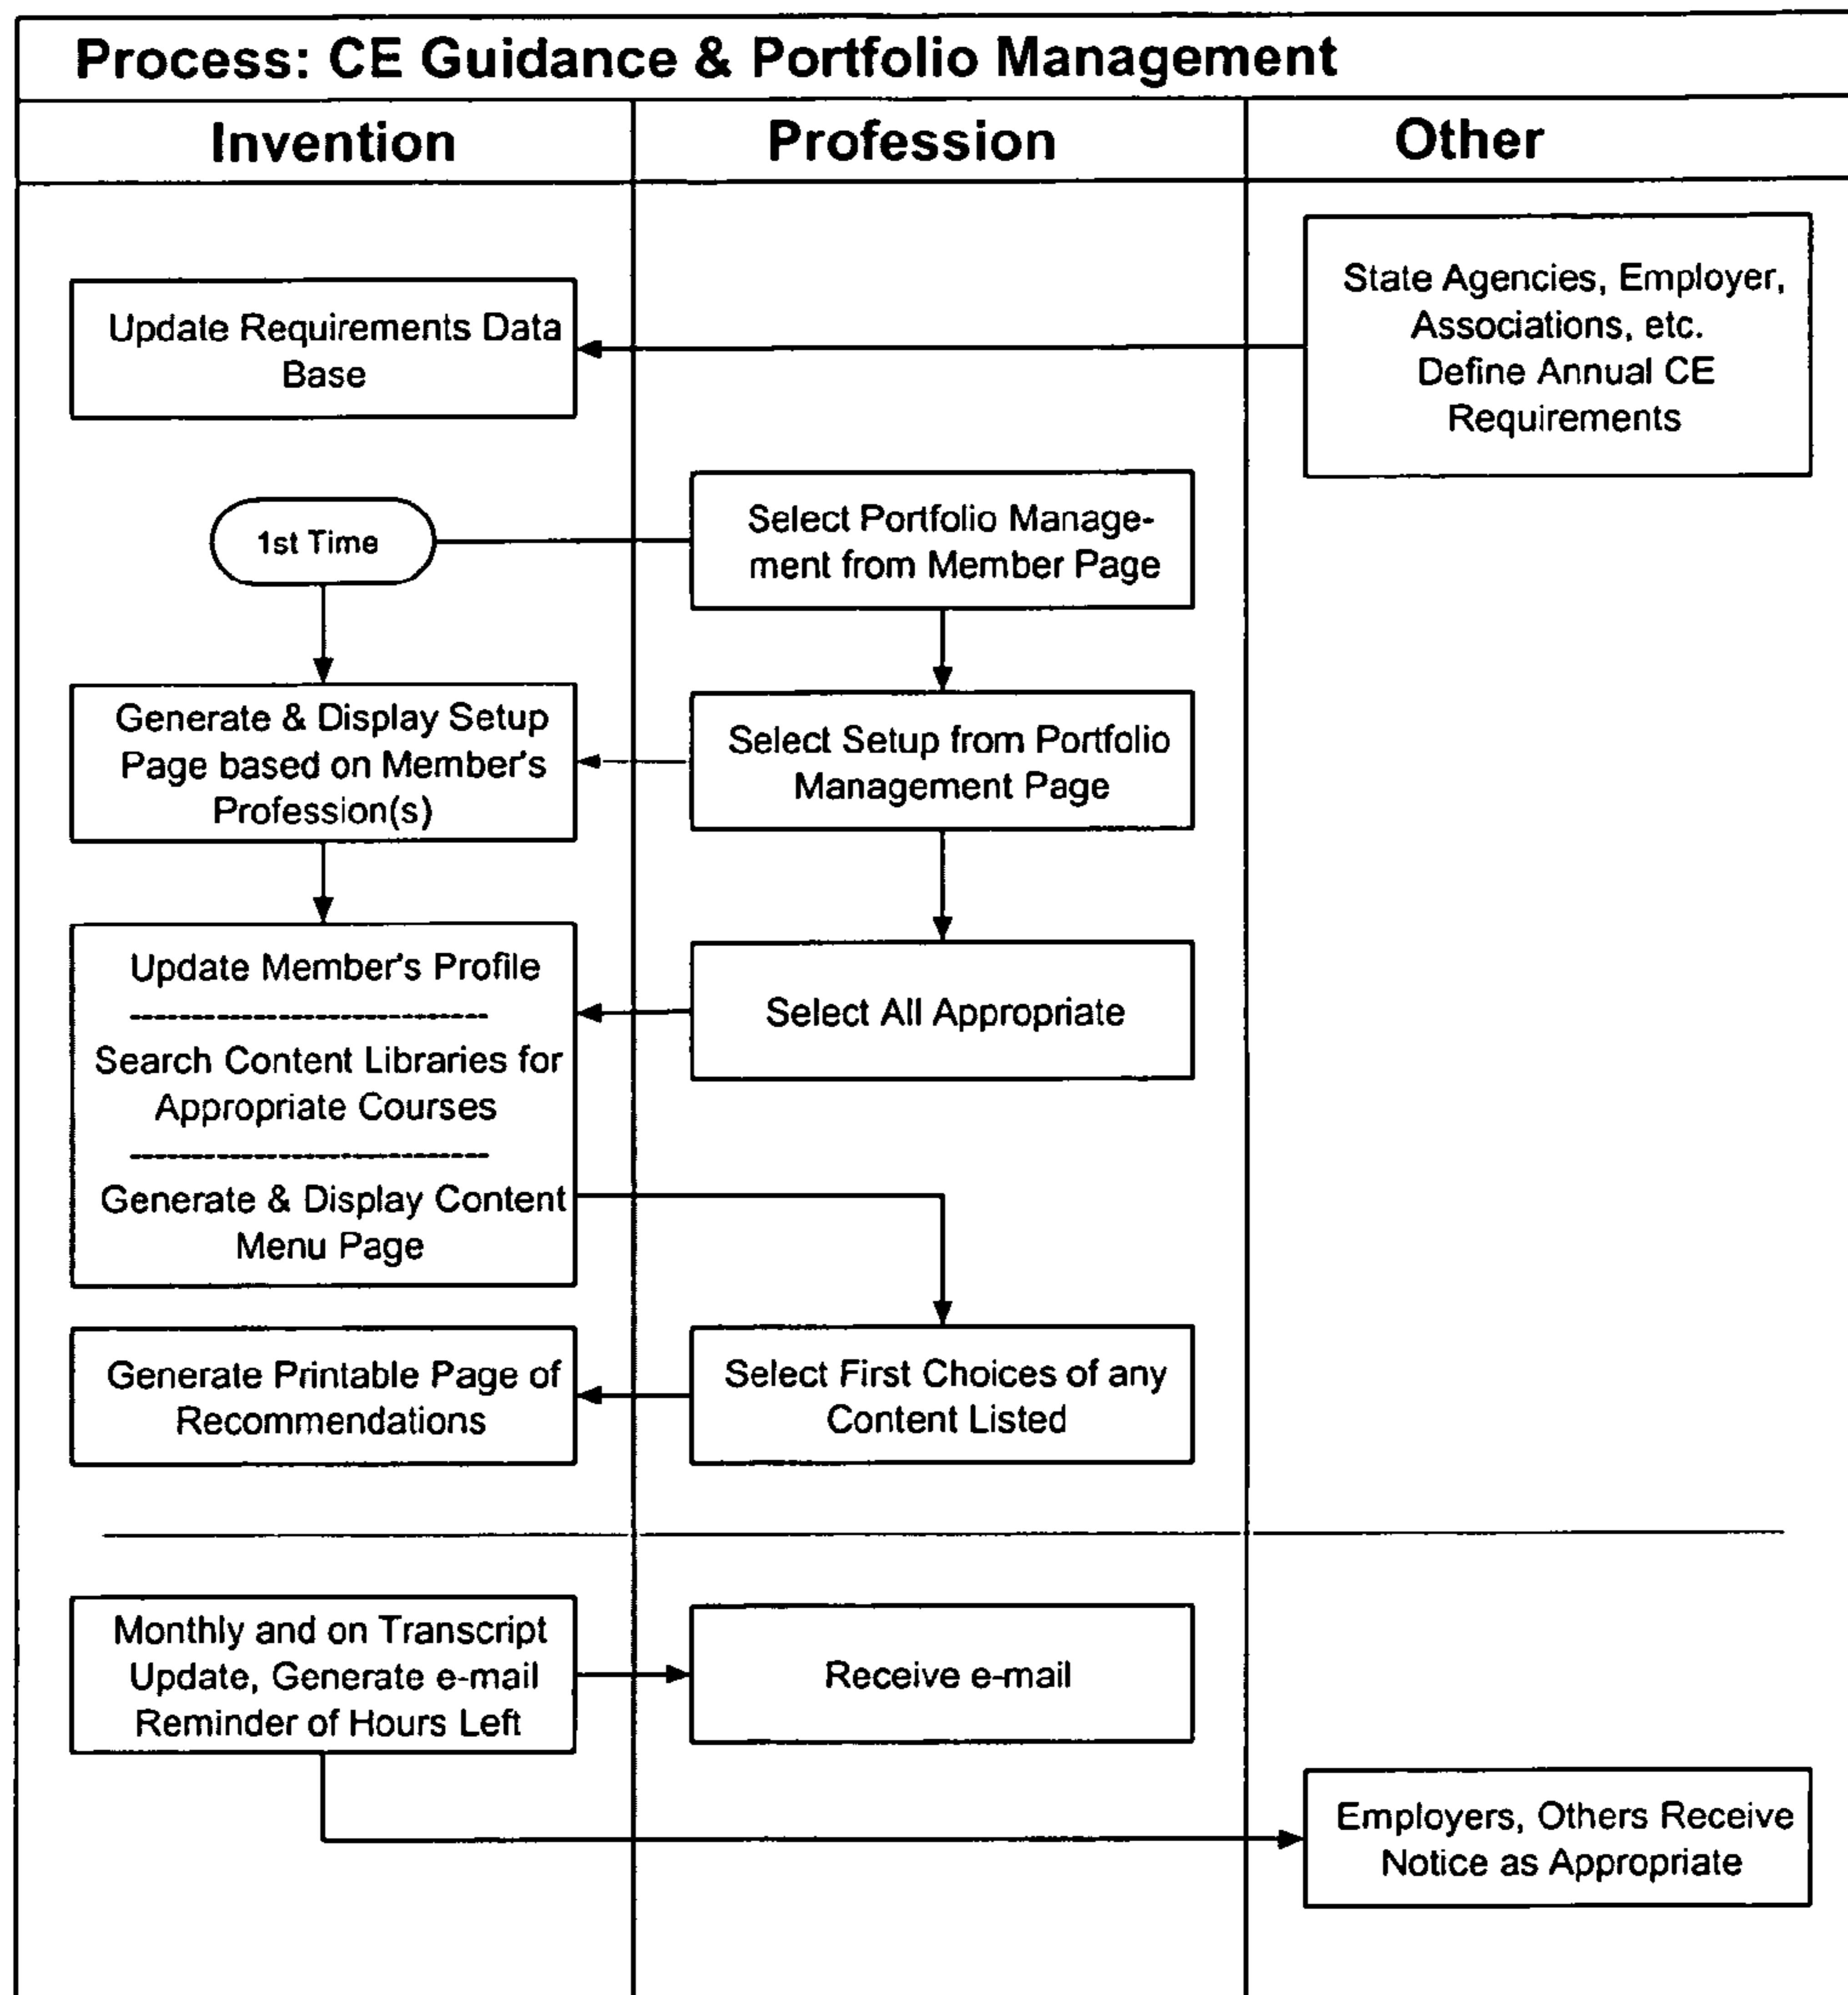 Process: CE Guidance & Portfolio Management
Invention
Profession
Other
State Agencies, Employer,
Associations, etc.
Define Annual CE
Requirements
Update Requirements Data
Base
Select Portfolio Manage-
ment from Member Page
1st Time
Generate & Display Setup
Page based on Member's
Profession(s)
Select Setup from Portfolio
Management Page
Update Member's Profile
Search Content Libraries for
Appropriate Courses
Generate & Display Content
Menu Page
Select All Appropriate
Generate Printable Page of
Recommendations
Select First Choices of any
Content Listed
Monthly and on Transcript
Update, Generate e-mail
Reminder of Hours Left
Receive e-mail
Employers, Others Receive
Notice as Appropriate